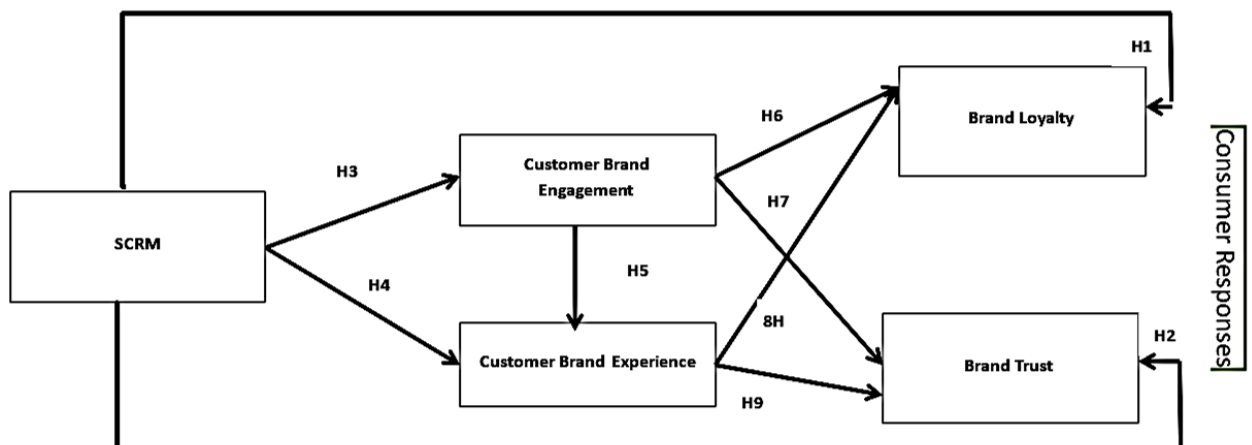 H1
Brand Loyalty
H6
Customer Brand
Engagement
H3
H7
SCRM
H5
H4
8H
Customer Brand Experience
H2
Brand Trust
H9
Consumer Responses